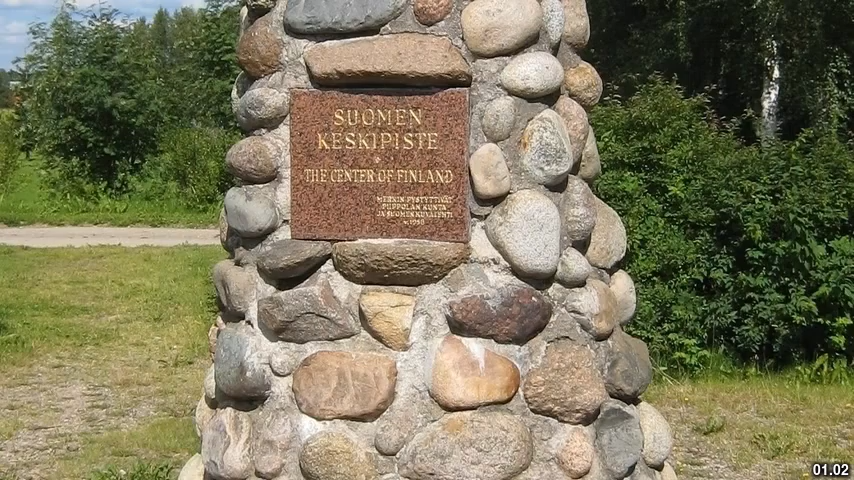 SUOMEN
KESKIPISTE
THE CENTER OF FINLAND
MERKIN PYSTYTTIVÄT
PIIPPOLAN KUNTA
JA SUOMEN KUVALEHTI
01.02